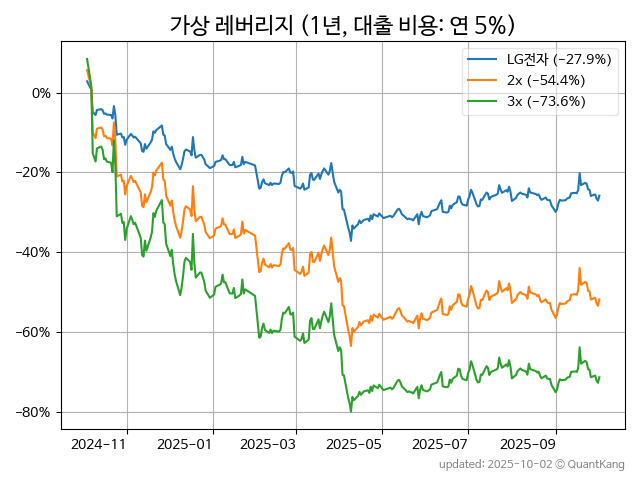 가상 레버리지 (1년, 대출 비용: 연 5%)
LG전자 (−27.9%)
2x (−54.4%)
3x (−73.6%)
0%
−20%
−40%
−60%
−80%
2024-11
2025-01
2025-03
2025-05
2025-07
2025-09
updated: 2025-10-02 © QuantKang